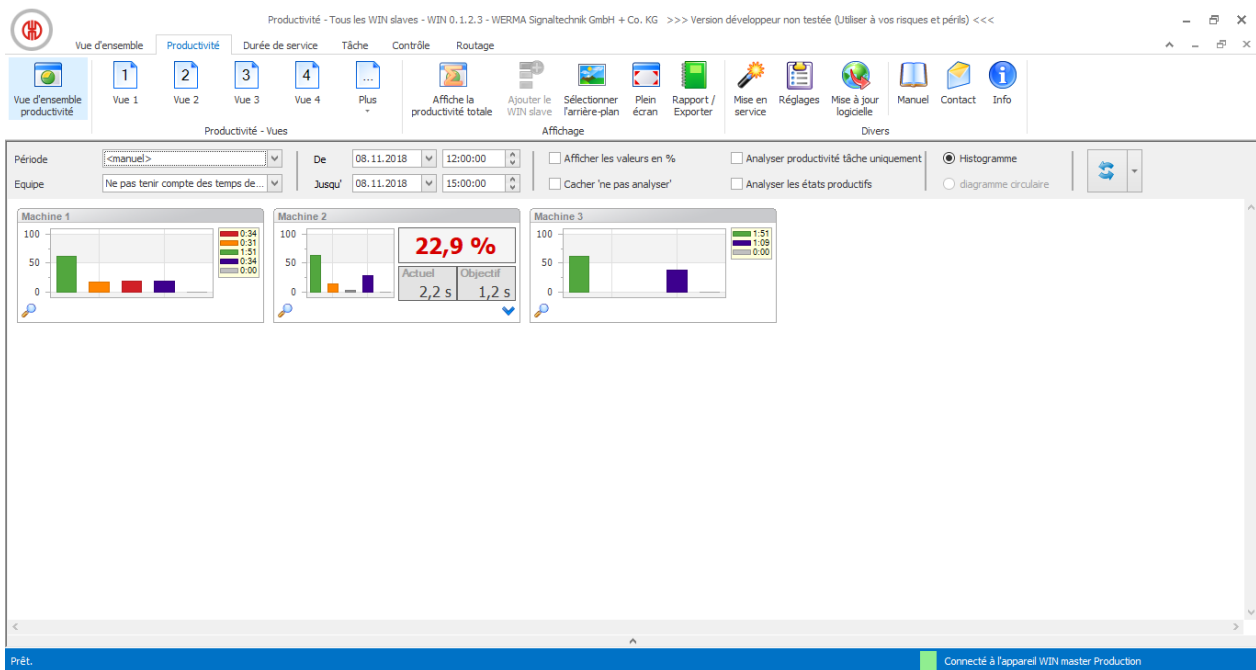 Productivité - Tous les WIN slaves - WIN 0.1.2.3 - WERMA Signaltechnik GmbH + Co. KG >>> Version développeur non testée (Utiliser à vos risques et périls) <<<
Vue d'ensemble Productivité Durée de service Tâche Contrôle Routage
1 2 3 4 ...
Vue d'ensemble productivité
Vue 1
Vue 2
Vue 3
Vue 4
Plus
Affiche la productivité totale
Ajouter le WIN slave
Sélectionner l'arrière-plan
Plein écran
Rapport / Exporter
Mise en service
Réglages
Mise à jour logicielle
Manuel
Contact
Info
Productivité - Vues
Affichage
Divers
Période <manuel> De 08.11.2018 12:00:00 Afficher les valeurs en % Analyser productivité tâche uniquement Histogramme
Equipe Ne pas tenir compte des temps de... Jusqu' 08.11.2018 15:00:00 Cacher 'ne pas analyser' Analyser les états productifs diagramme circulaire
Machine 1
100
50
0
0:34
0:31
1:51
0:34
0:00
Machine 2
100
50
0
22,9 %
Actuel Objectif
2,2 s 1,2 s
Machine 3
100
50
0
1:51
1:09
0:00
Prêt.
Connecté à l'appareil WIN master Production